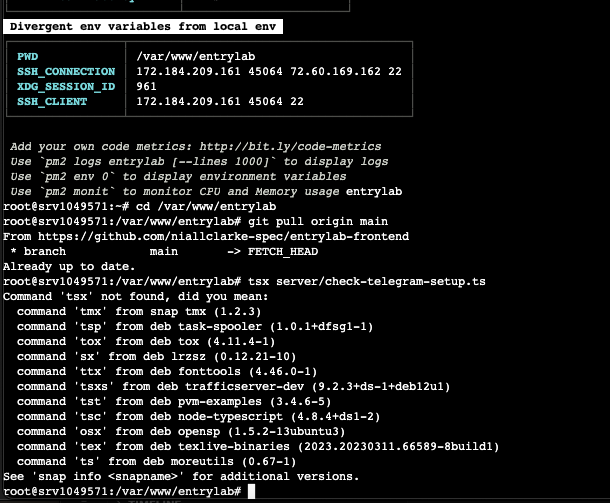 Divergent env variables from local env
PWD /var/www/entrylab
SSH_CONNECTION 172.184.209.161 45064 72.60.169.162 22
XDG_SESSION_ID 961
SSH_CLIENT 172.184.209.161 45064 22
Add your own code metrics: http://bit.ly/code-metrics
Use `pm2 logs entrylab [--lines 1000]` to display logs
Use `pm2 env 0` to display environment variables
Use `pm2 monit` to monitor CPU and Memory usage entrylab
root@srv1049571:~# cd /var/www/entrylab
root@srv1049571:/var/www/entrylab# git pull origin main
From https://github.com/niallclarke-spec/entrylab-frontend
 * branch            main       -> FETCH_HEAD
Already up to date.
root@srv1049571:/var/www/entrylab# tsx server/check-telegram-setup.ts
Command 'tsx' not found, did you mean:
  command 'tmx' from snap tmx (1.2.3)
  command 'tsp' from deb task-spooler (1.0.1+dfsg1-1)
  command 'tox' from deb tox (4.11.4-1)
  command 'sx' from deb lrzsz (0.12.21-10)
  command 'ttx' from deb fonttools (4.46.0-1)
  command 'tsxs' from deb trafficserver-dev (9.2.3+ds-1+deb12u1)
  command 'tst' from deb pvm-examples (3.4.6-5)
  command 'tsc' from deb node-typescript (4.8.4+ds1-2)
  command 'osx' from deb opensp (1.5.2-13ubuntu3)
  command 'tex' from deb texlive-binaries (2023.20230311.66589-8build1)
  command 'ts' from deb moreutils (0.67-1)
See 'snap info <snapname>' for additional versions.
root@srv1049571:/var/www/entrylab#